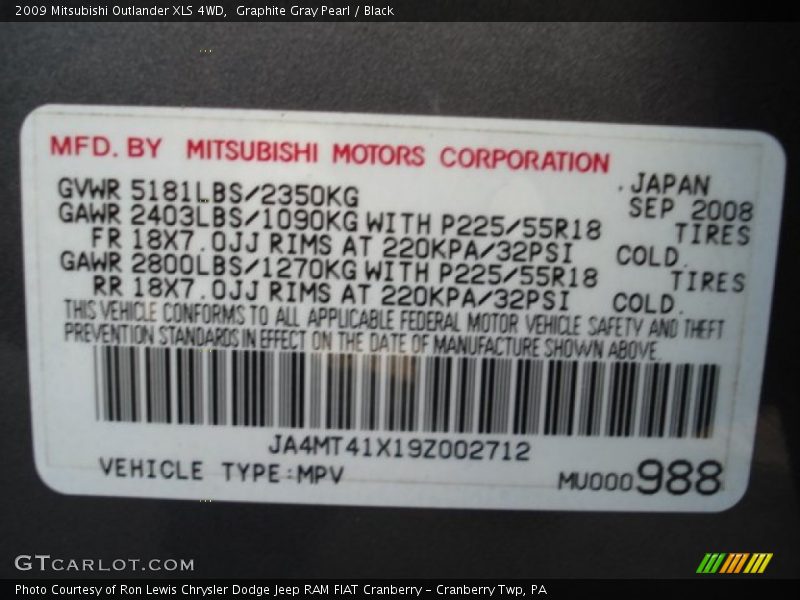 2009 Mitsubishi Outlander XLS 4WD,  Graphite Gray Pearl / Black
MFD. BY  MITSUBISHI MOTORS CORPORATION
GVWR 5181LBS/2350KG  .JAPAN
SEP 2008
GAWR 2403LBS/1090KG WITH P225/55R18  TIRES
FR 18X7.0JJ RIMS AT 220KPA/32PSI  COLD.
GAWR 2800LBS/1270KG WITH P225/55R18  TIRES
RR 18X7.0JJ RIMS AT 220KPA/32PSI  COLD.
THIS VEHICLE CONFORMS TO ALL APPLICABLE FEDERAL MOTOR VEHICLE SAFETY AND THEFT
PREVENTION STANDARDS IN EFFECT ON THE DATE OF MANUFACTURE SHOWN ABOVE.
JA4MT41X19Z002712
VEHICLE TYPE:MPV  MU000988
GTCARLOT.COM
Photo Courtesy of Ron Lewis Chrysler Dodge Jeep RAM FIAT Cranberry – Cranberry Twp, PA